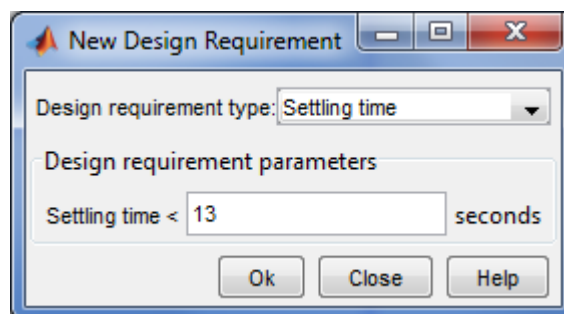 New Design Requirement
Design requirement type: Settling time
Design requirement parameters
Settling time < 13 seconds
Ok Close Help